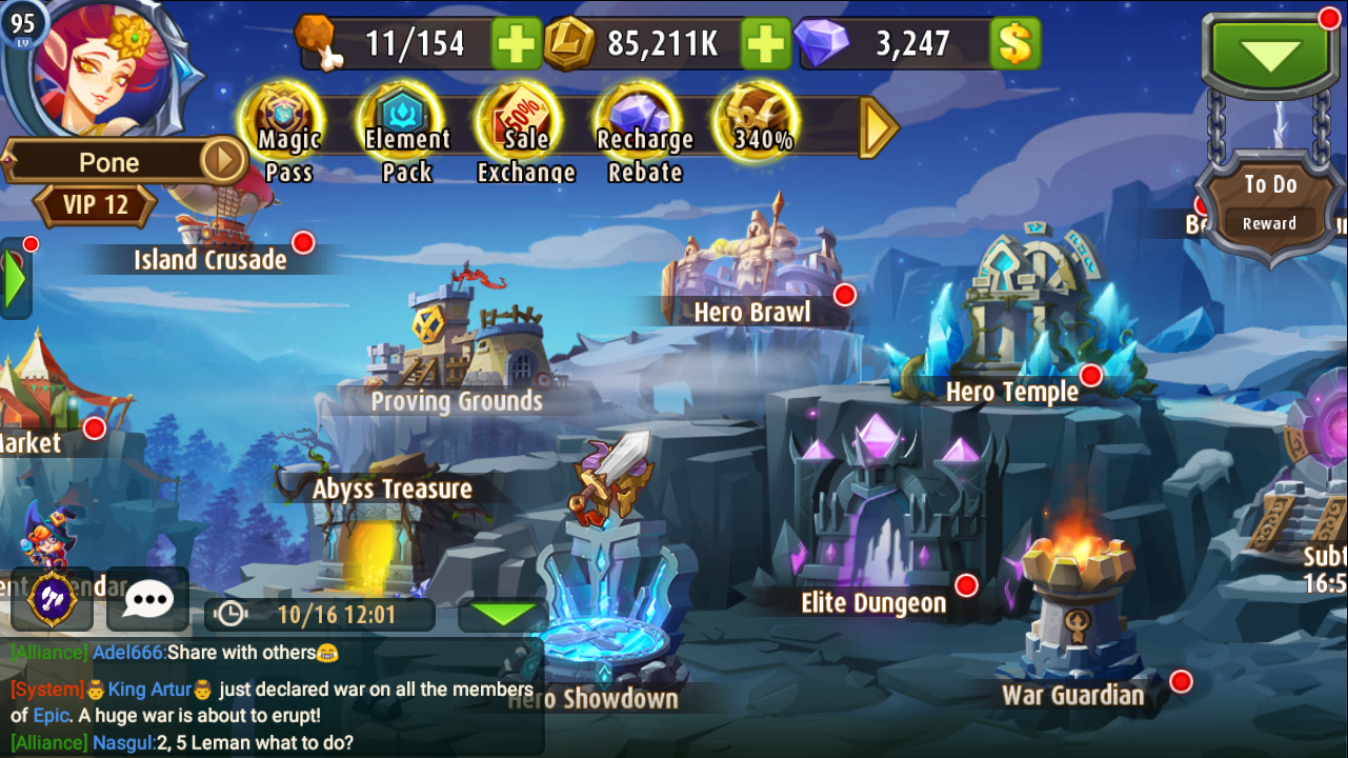 95
LV
11/154
85,211K
3,247
Magic
Pass
Element
Pack
50%
Sale
Exchange
Recharge
Rebate
340%
Pone
VIP 12
To Do
Reward
Island Crusade
Hero Brawl
Proving Grounds
Hero Temple
Market
Abyss Treasure
Elite Dungeon
16:5
10/16 12:01
Hero Showdown
War Guardian
[Alliance] Adel666:Share with others😂
[System]🤴King Artur🤴 just declared war on all the members
of Epic. A huge war is about to erupt!
[Alliance] Nasgul:2, 5 Leman what to do?